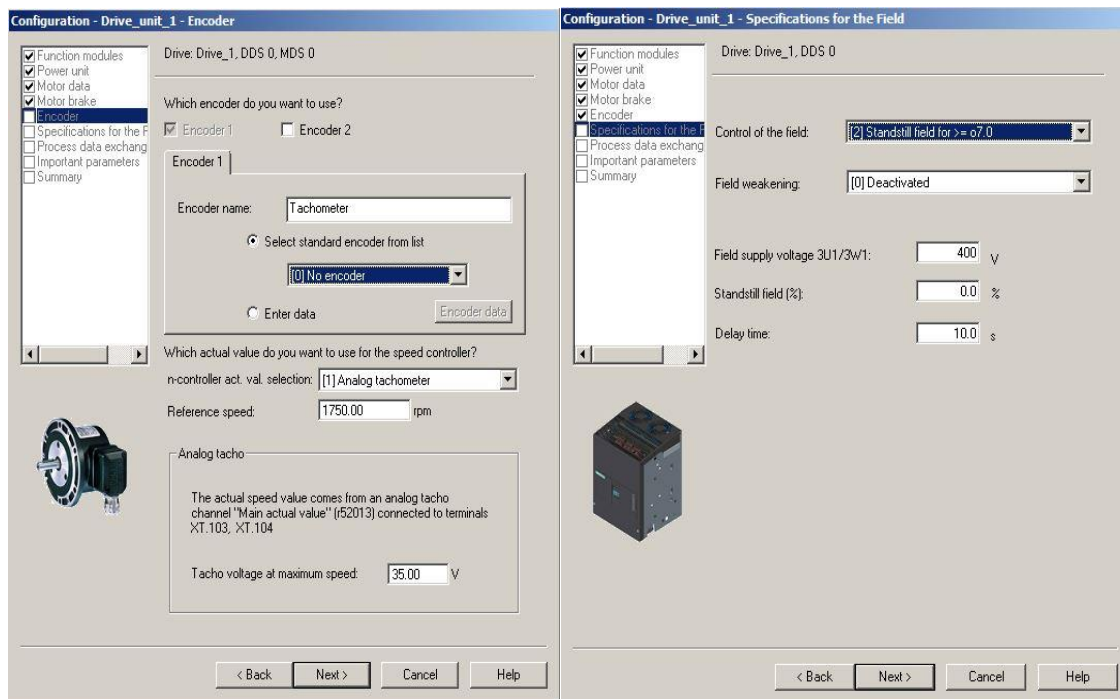 Configuration - Drive_unit_1 - Encoder
Function modules
Power unit
Motor data
Motor brake
Encoder
Specifications for the F
Process data exchang
Important parameters
Summary
Drive: Drive_1, DDS 0, MDS 0
Which encoder do you want to use?
Encoder 1
Encoder 2
Encoder 1
Encoder name:
Tachometer
Select standard encoder from list
[0] No encoder
Enter data
Encoder data
Which actual value do you want to use for the speed controller?
n-controller act. val. selection:
[1] Analog tachometer
Reference speed:
1750.00
rpm
Analog tacho
The actual speed value comes from an analog tacho
channel "Main actual value" (r52013) connected to terminals
XT.103, XT.104
Tacho voltage at maximum speed:
35.00
V
< Back
Next >
Cancel
Help
Configuration - Drive_unit_1 - Specifications for the Field
Function modules
Power unit
Motor data
Motor brake
Encoder
Specifications for the F
Process data exchang
Important parameters
Summary
Drive: Drive_1, DDS 0
Control of the field:
[2] Standstill field for >= o7.0
Field weakening:
[0] Deactivated
Field supply voltage 3U1/3W1:
400
V
Standstill field (%):
0.0
%
Delay time:
10.0
s
< Back
Next >
Cancel
Help